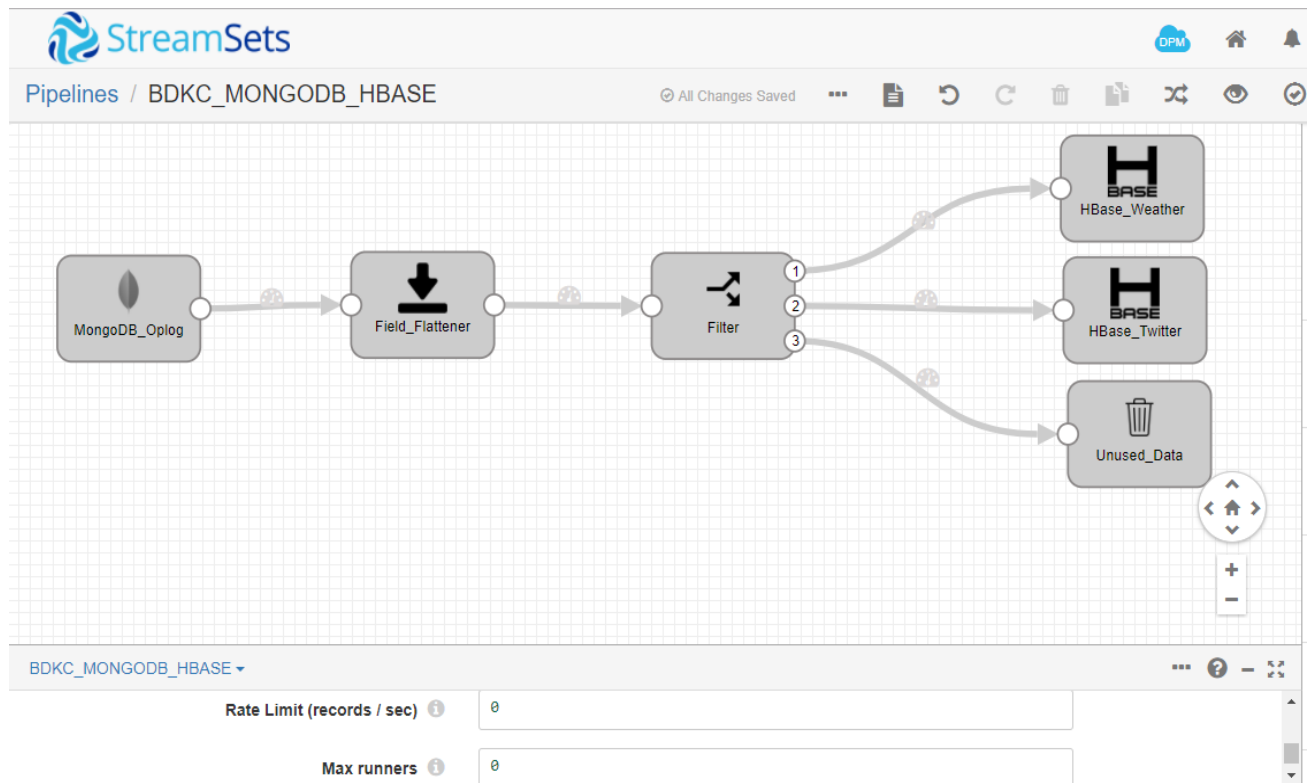 StreamSets
DPM
Pipelines / BDKC_MONGODB_HBASE
All Changes Saved
H
BASE
HBase_Weather
1
2
3
MongoDB_Oplog
Field_Flattener
Filter
H
BASE
HBase_Twitter
Unused_Data
+
−
BDKC_MONGODB_HBASE
?
Rate Limit (records / sec) i
0
Max runners i
0